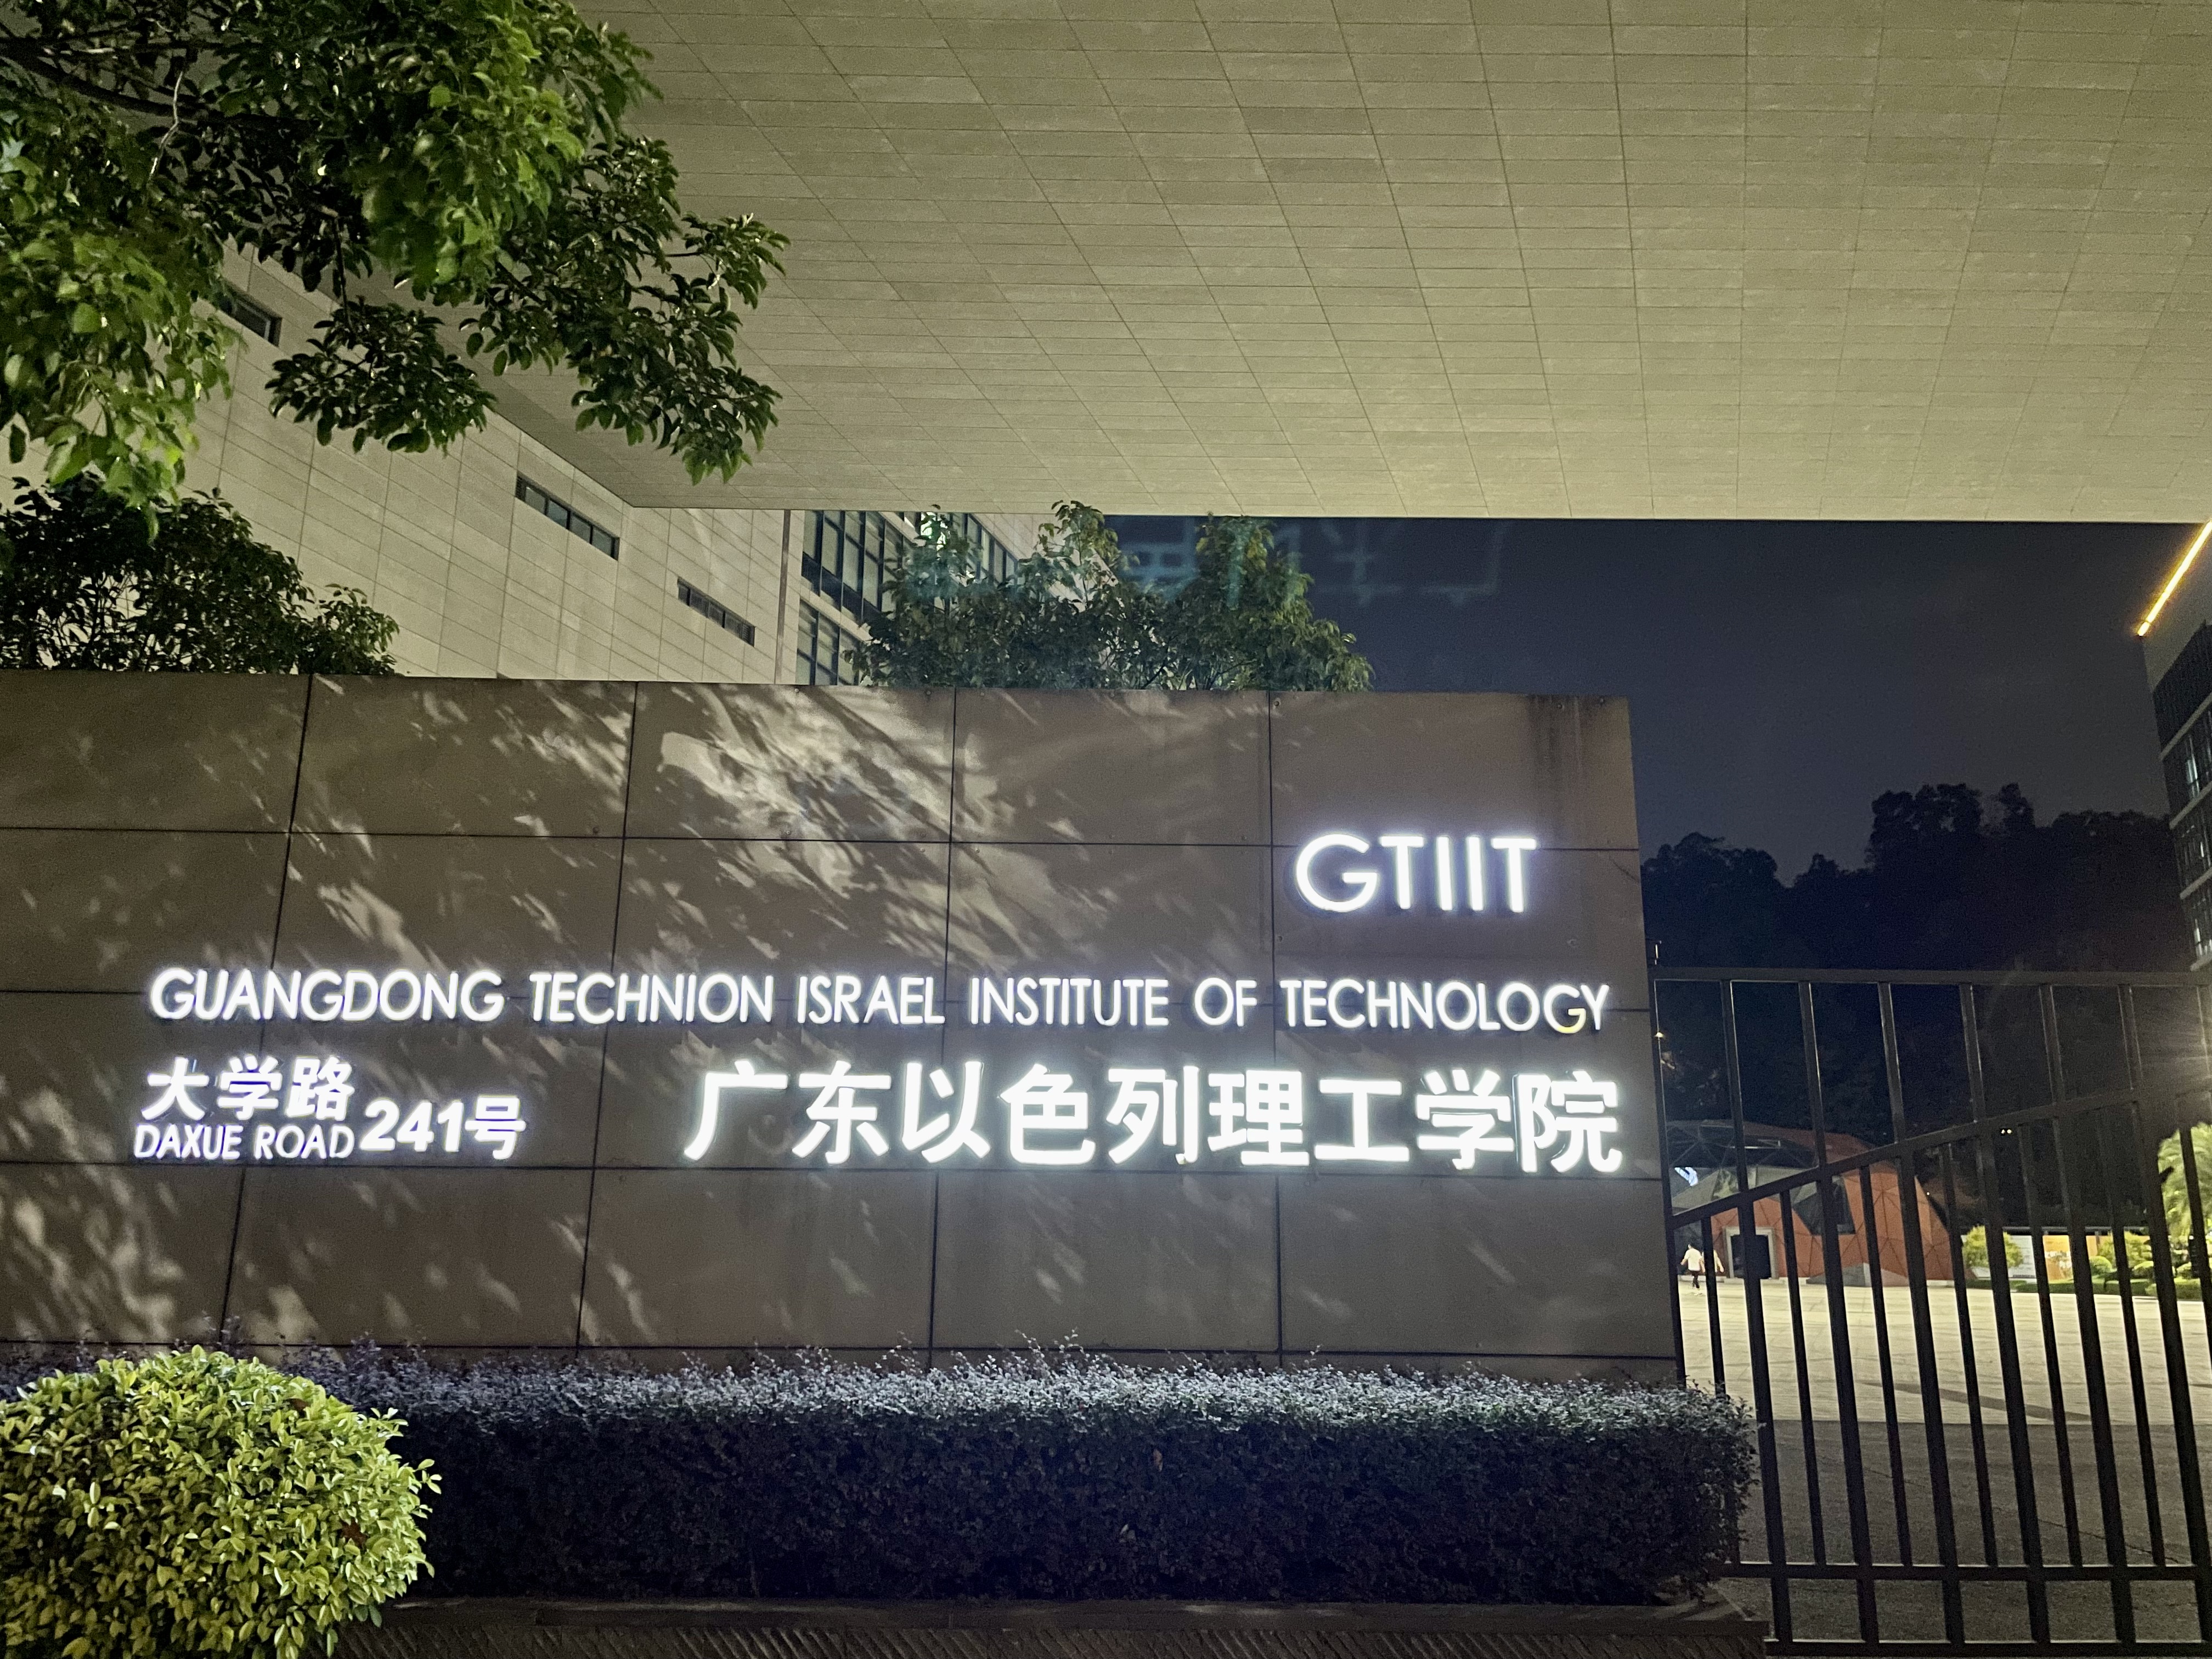 GTIIT
GUANGDONG TECHNION ISRAEL INSTITUTE OF TECHNOLOGY
大学路
DAXUE ROAD
241号
广东以色列理工学院